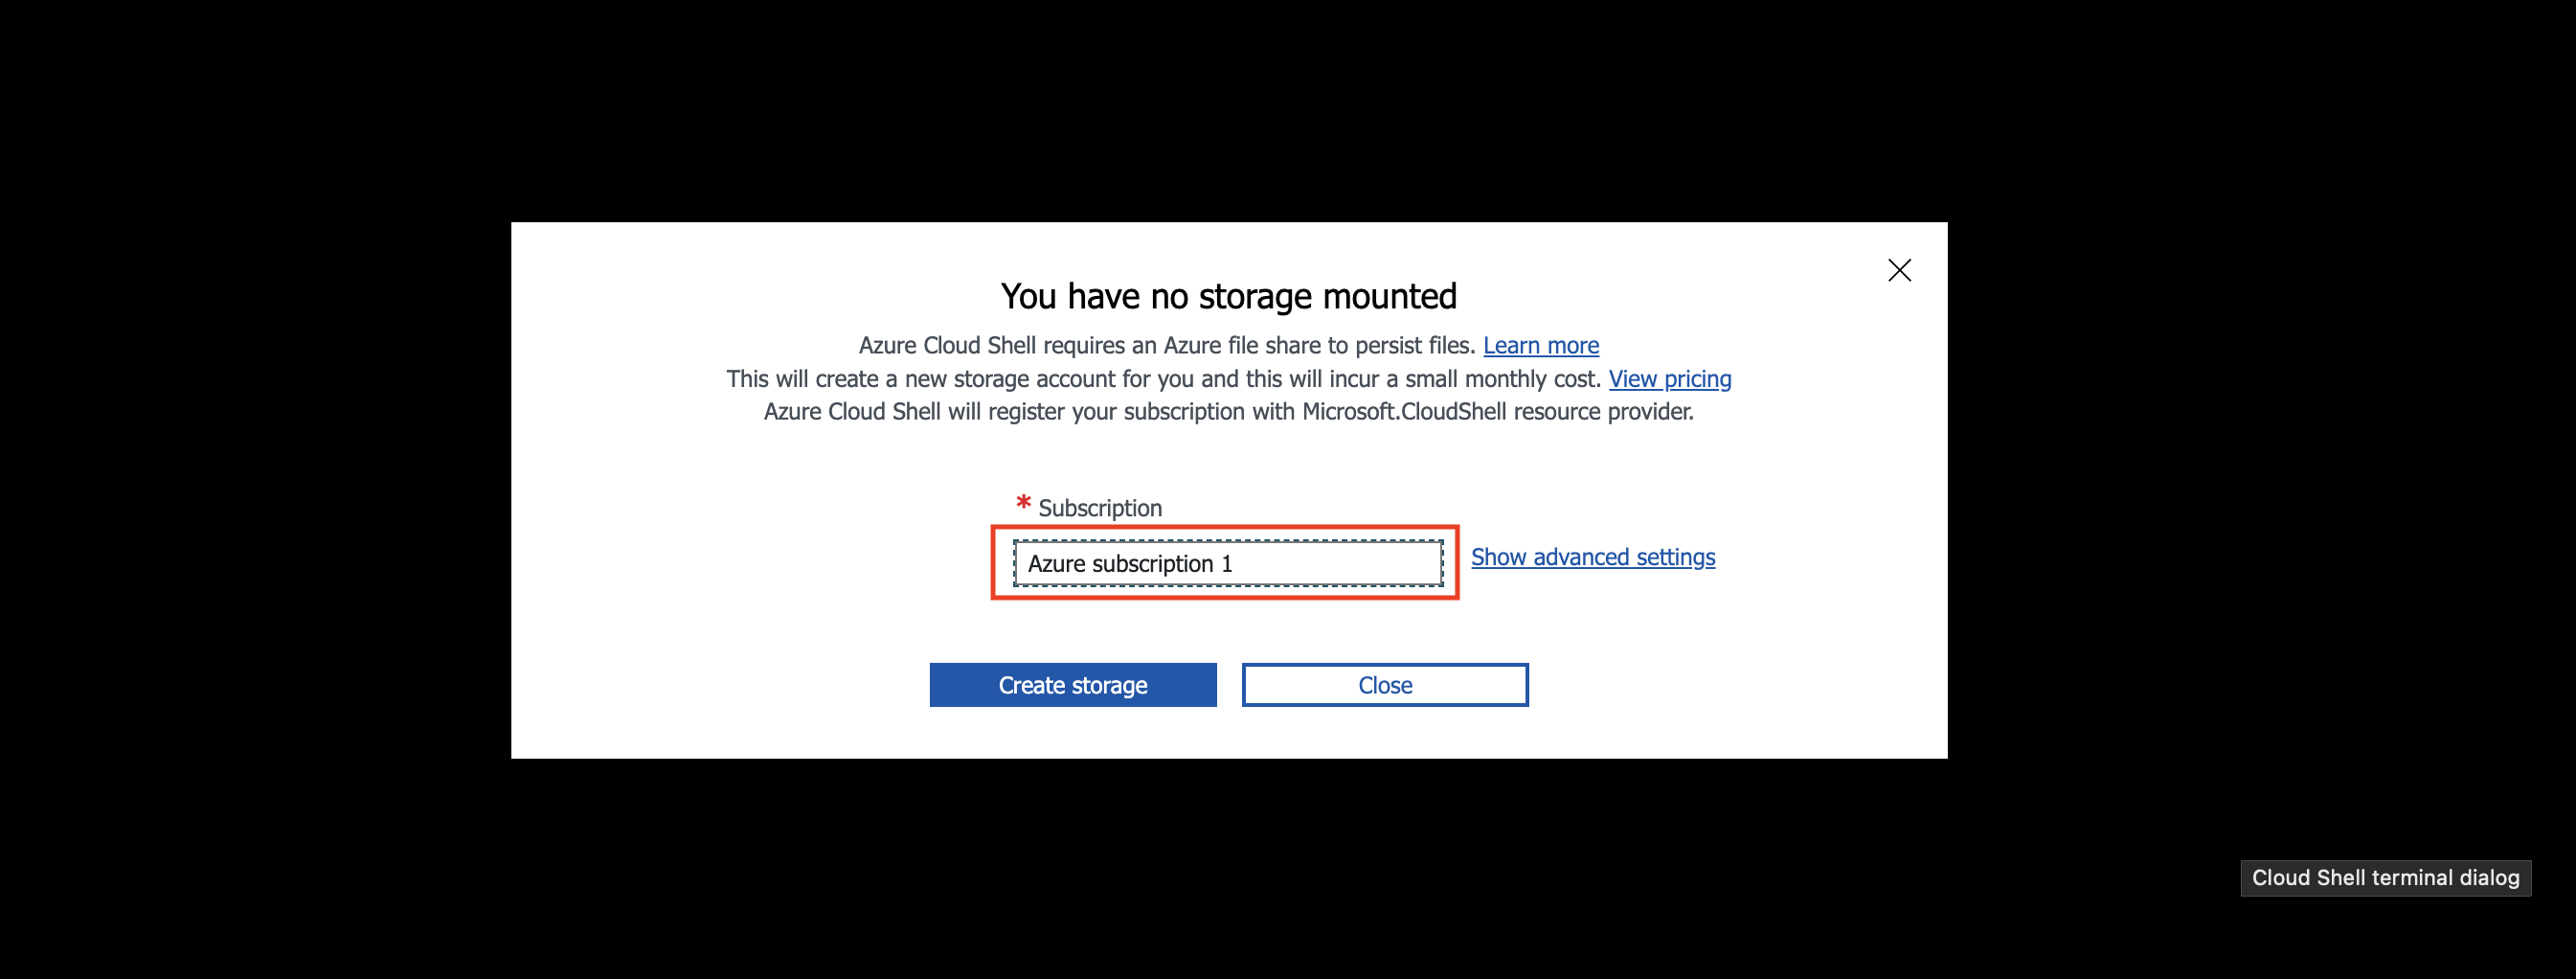 You have no storage mounted
Azure Cloud Shell requires an Azure file share to persist files. Learn more
This will create a new storage account for you and this will incur a small monthly cost. View pricing
Azure Cloud Shell will register your subscription with Microsoft.CloudShell resource provider.
* Subscription
Azure subscription 1
Show advanced settings
Create storage
Close
Cloud Shell terminal dialog